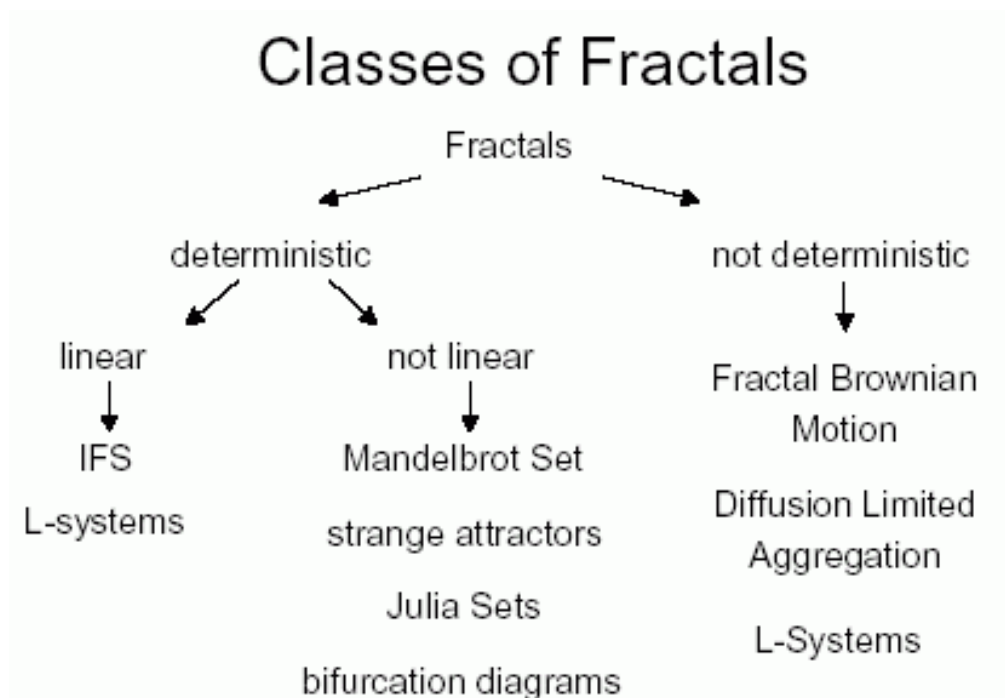 Classes of Fractals
Fractals
deterministic
not deterministic
linear
not linear
IFS
L-systems
Mandelbrot Set
strange attractors
Julia Sets
bifurcation diagrams
Fractal Brownian
Motion
Diffusion Limited
Aggregation
L-Systems